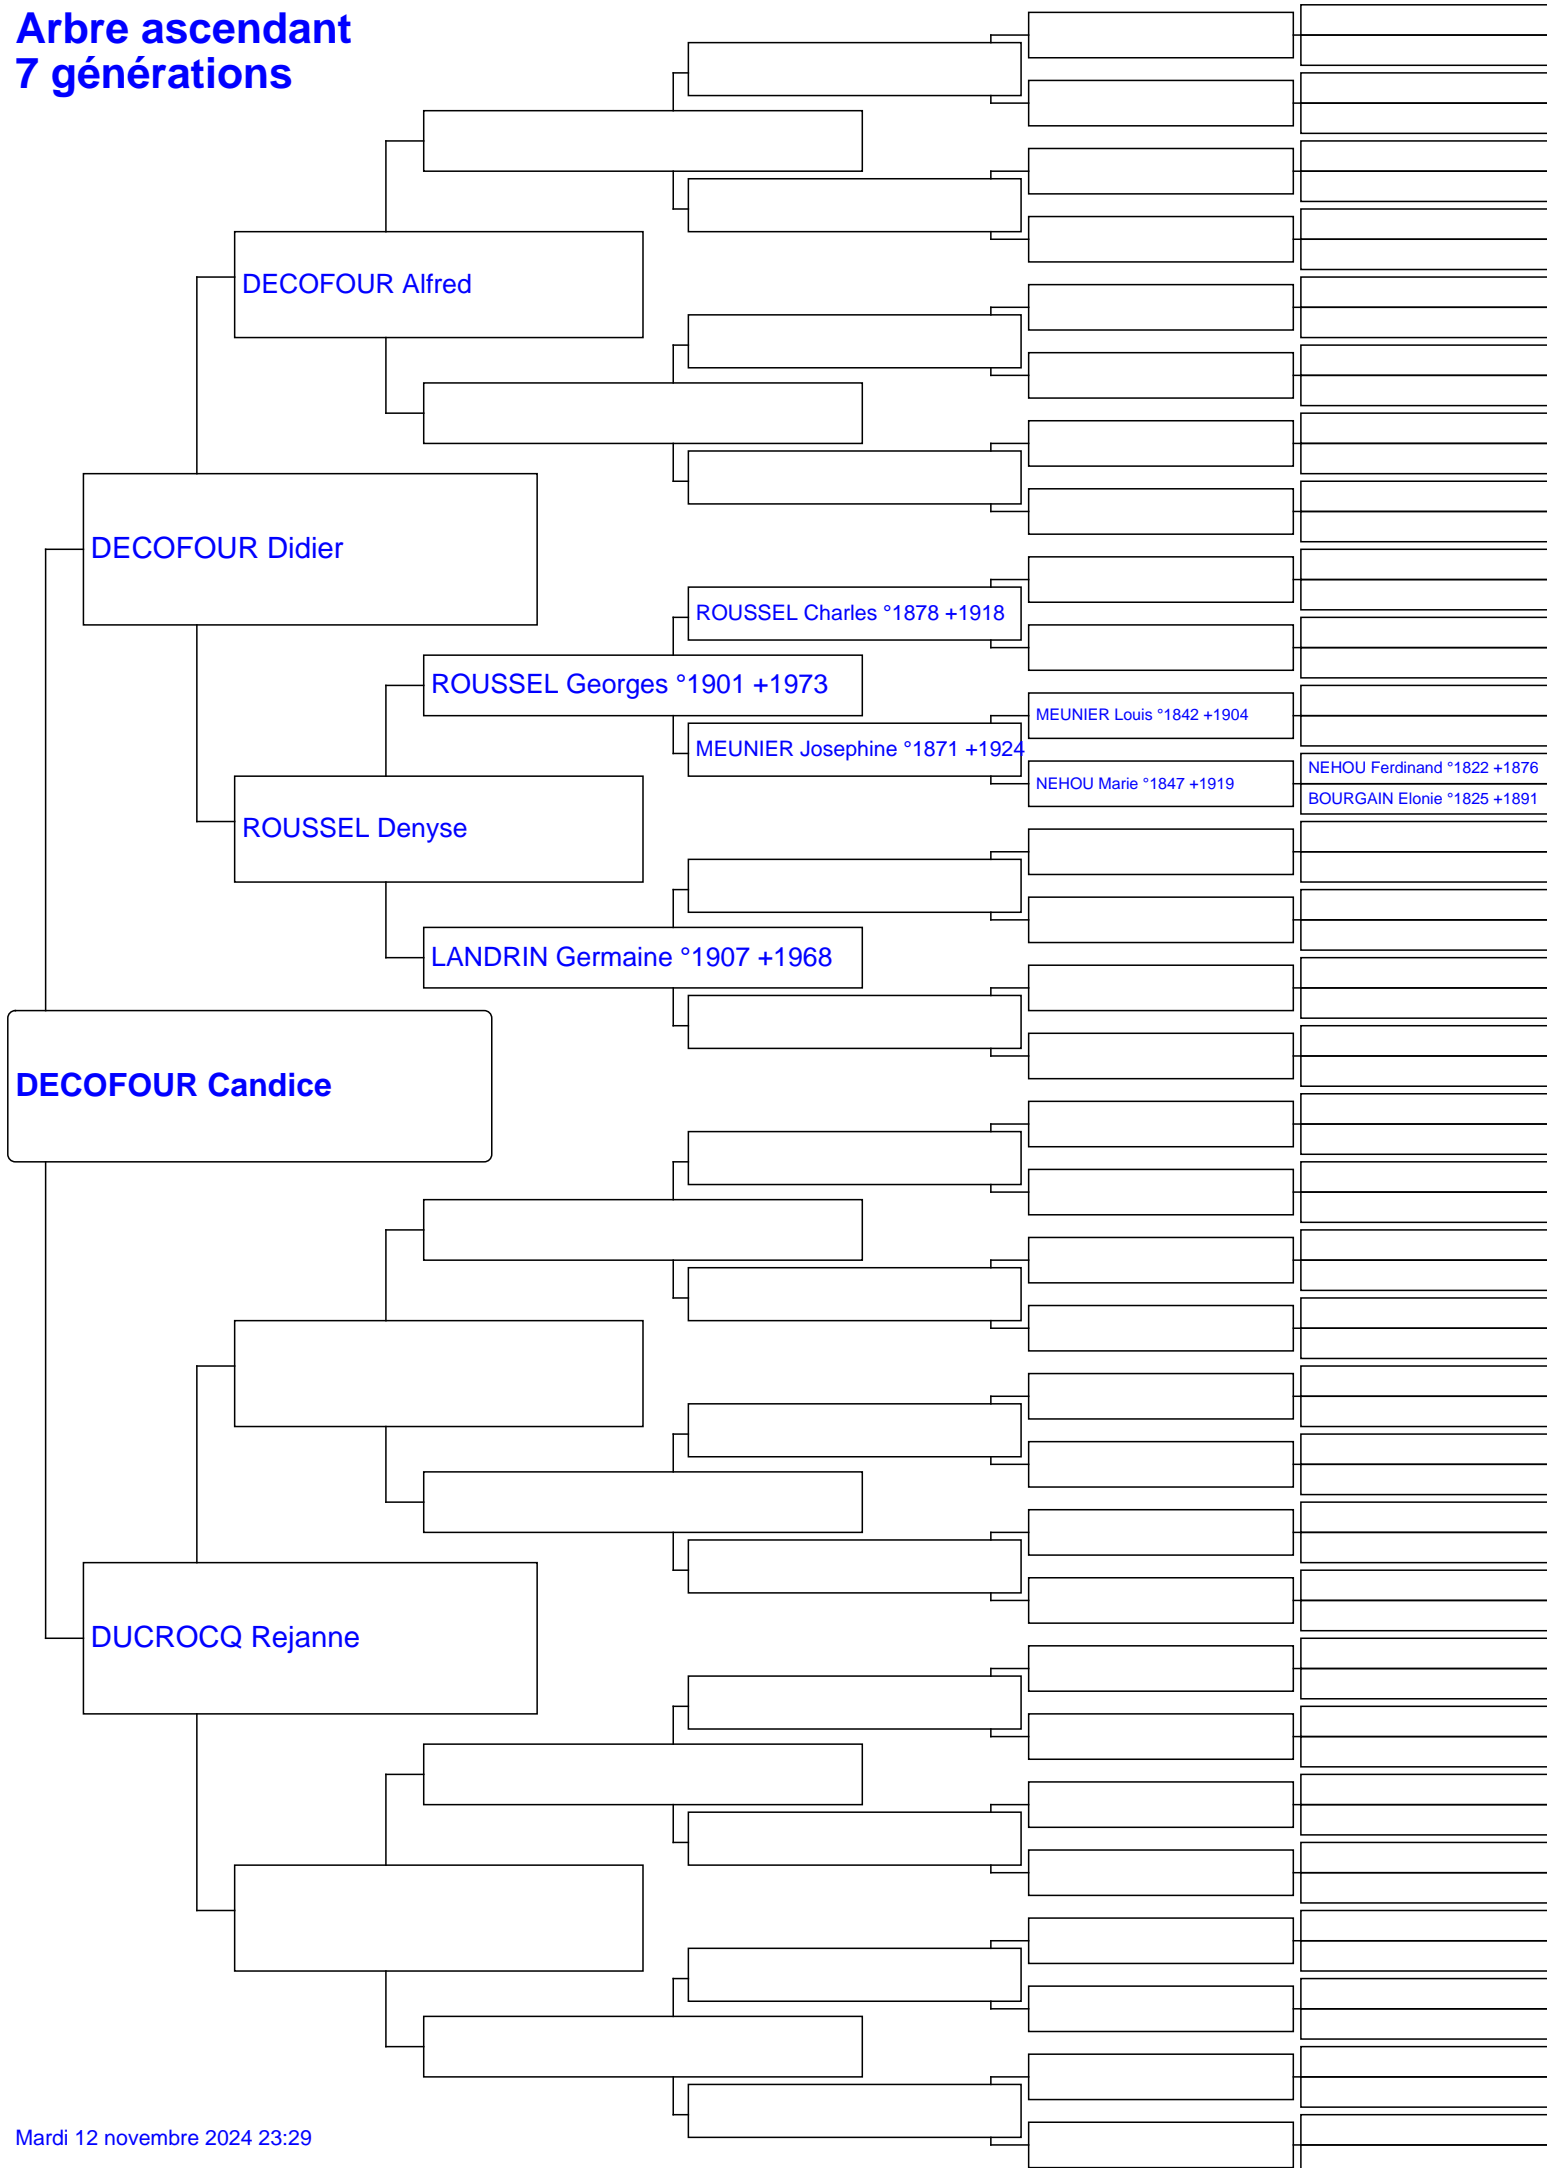 Arbre ascendant
7 générations
DECOFOUR Alfred
DECOFOUR Didier
ROUSSEL Charles °1878 +1918
ROUSSEL Georges °1901 +1973
MEUNIER Louis °1842 +1904
MEUNIER Josephine °1871 +1924
NEHOU Ferdinand °1822 +1876
NEHOU Marie °1847 +1919
BOURGAIN Elonie °1825 +1891
ROUSSEL Denyse
LANDRIN Germaine °1907 +1968
DECOFOUR Candice
DUCROCQ Rejanne
Mardi 12 novembre 2024 23:29